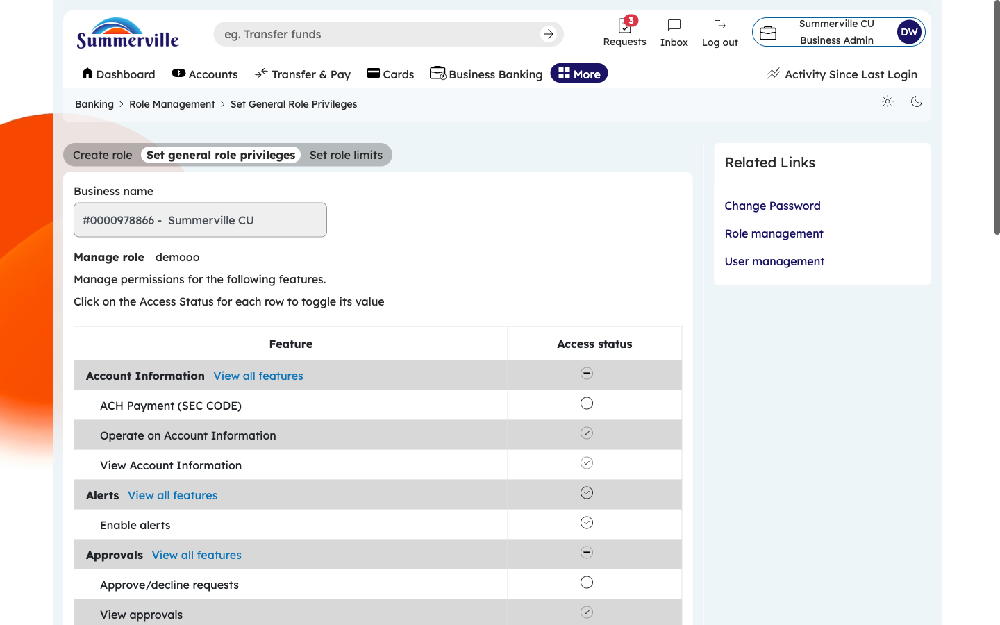 Summerville
eg. Transfer funds
3
Requests
Inbox
Log out
Summerville CU
Business Admin
DW
Dashboard
Accounts
Transfer & Pay
Cards
Business Banking
More
Activity Since Last Login
Banking > Role Management > Set General Role Privileges
Create role
Set general role privileges
Set role limits
Business name
#0000978866 - Summerville CU
Manage role demooo
Manage permissions for the following features.
Click on the Access Status for each row to toggle its value
Feature
Access status
Account Information View all features
ACH Payment (SEC CODE)
Operate on Account Information
View Account Information
Alerts View all features
Enable alerts
Approvals View all features
Approve/decline requests
View approvals
Related Links
Change Password
Role management
User management